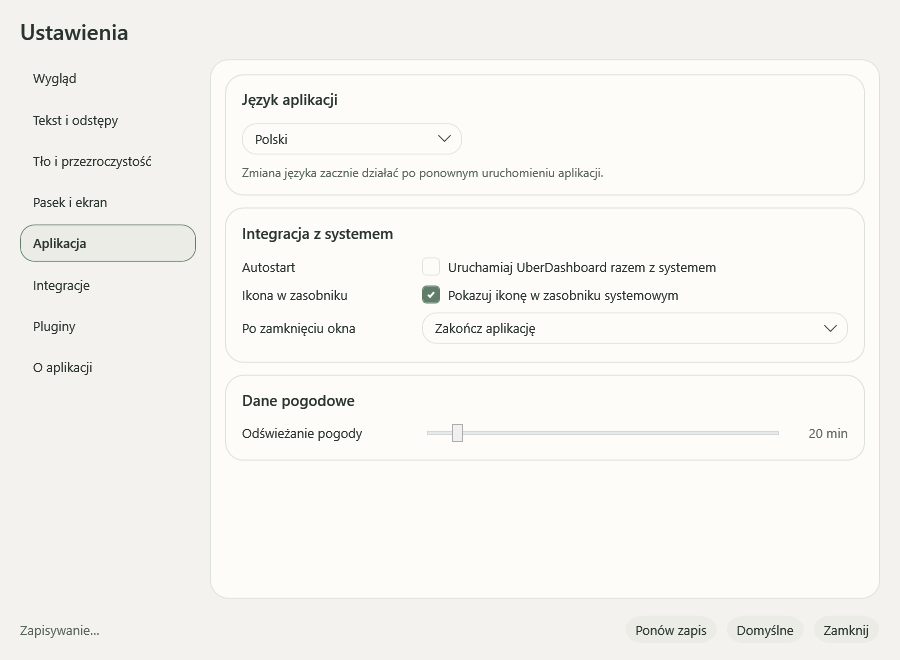 Ustawienia
Wygląd
Tekst i odstępy
Tło i przezroczystość
Pasek i ekran
Aplikacja
Integracje
Pluginy
O aplikacji
Język aplikacji
Polski
Zmiana języka zacznie działać po ponownym uruchomieniu aplikacji.
Integracja z systemem
Autostart
Uruchamiaj UberDashboard razem z systemem
Ikona w zasobniku
Pokazuj ikonę w zasobniku systemowym
Po zamknięciu okna
Zakończ aplikację
Dane pogodowe
Odświeżanie pogody
20 min
Zapisywanie...
Ponów zapis
Domyślne
Zamknij